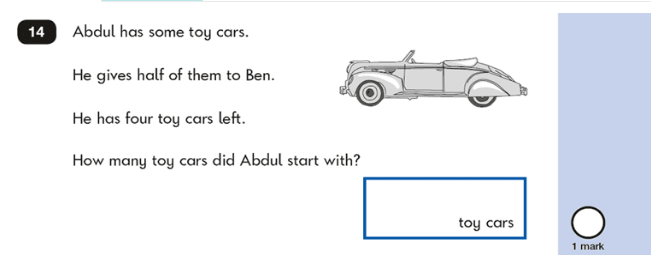 14
Abdul has some toy cars.
He gives half of them to Ben.
He has four toy cars left.
How many toy cars did Abdul start with?
toy cars
1 mark